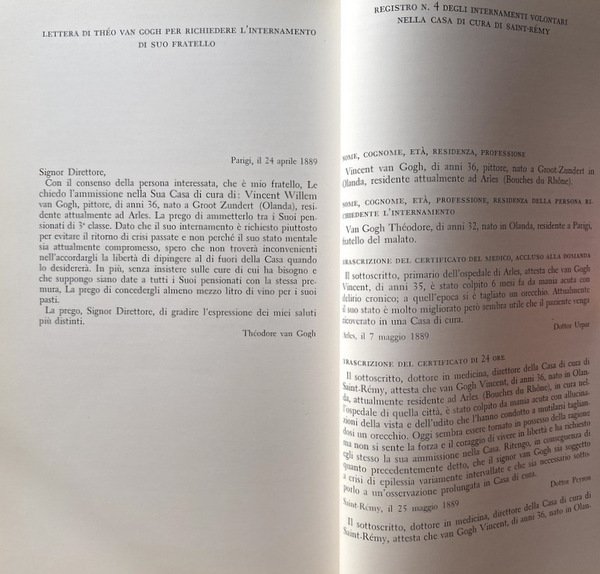 LETTERA DI THÉO VAN GOGH PER RICHIEDERE L'INTERNAMENTO
DI SUO FRATELLO
Parigi, il 24 aprile 1889
Signor Direttore,
Con il consenso della persona interessata, che è mio fratello, Le
chiedo l'ammissione nella Sua Casa di cura di: Vincent Willem
van Gogh, pittore, di anni 36, nato a Groot Zundert (Olanda), resi-
dente attualmente ad Arles. La prego di ammetterlo tra i Suoi pen-
sionati di 3ª classe. Dato che il suo internamento è richiesto piuttosto
per evitare il ritorno di crisi passate e non perché il suo stato mentale
sia attualmente compromesso, spero che non troverà inconvenienti
nell'accordargli la libertà di dipingere al di fuori della Casa quando
lo desidererà. In più, senza insistere sulle cure di cui ha bisogno e
che suppongo siano date a tutti i Suoi pensionati con la stessa pre-
mura, La prego di concedergli almeno mezzo litro di vino per i suoi
pasti.
La prego, Signor Direttore, di gradire l'espressione dei miei saluti
più distinti.
Théodore van Gogh
REGISTRO N. 4 DEGLI INTERNAMENTI VOLONTARI
NELLA CASA DI CURA DI SAINT-RÉMY
NOME, COGNOME, ETÀ, RESIDENZA, PROFESSIONE
Vincent van Gogh, di anni 36, pittore, nato a Groot Zundert in
Olanda, residente attualmente ad Arles (Bouches du Rhône).
NOME, COGNOME, ETÀ, PROFESSIONE, RESIDENZA DELLA PERSONA RI-
CHIEDENTE L'INTERNAMENTO
Van Gogh Théodore, di anni 32, nato in Olanda, residente a Parigi,
fratello del malato.
TRASCRIZIONE DEL CERTIFICATO DEL MEDICO, ACCLUSO ALLA DOMANDA
Il sottoscritto, primario dell'ospedale di Arles, attesta che van Gogh
Vincent, di anni 35, è stato colpito 6 mesi fa da mania acuta con
delirio cronico; a quell'epoca si è tagliato un orecchio. Attualmente
il suo stato è molto migliorato però sembra utile che il paziente venga
ricoverato in una Casa di cura.
Dottor Urpar
Arles, il 7 maggio 1889
TRASCRIZIONE DEL CERTIFICATO DI 24 ORE
Il sottoscritto, dottore in medicina, direttore della Casa di cura di
Saint-Rémy, attesta che van Gogh Vincent, di anni 36, nato in Olan-
da, attualmente residente ad Arles (Bouches du Rhône), in cura nel-
l'ospedale di quella città, è stato colpito da mania acuta con allucina-
zioni della vista e dell'udito che l'hanno condotto a mutilarsi taglian-
dosi un orecchio. Oggi sembra essere tornato in possesso della ragione
ma non si sente la forza e il coraggio di vivere in libertà e ha richiesto
egli stesso la sua ammissione nella Casa. Ritengo, in conseguenza di
quanto precedentemente detto, che il signor van Gogh sia soggetto
a crisi di epilessia variamente intervallate e che sia necessario sotto-
porlo a un'osservazione prolungata in Casa di cura.
Dottor Peyron
Saint-Rémy, il 25 maggio 1889
Il sottoscritto, dottore in medicina, direttore della Casa di cura di
Saint-Rémy, attesta che van Gogh Vincent, di anni 36, nato in Olan-